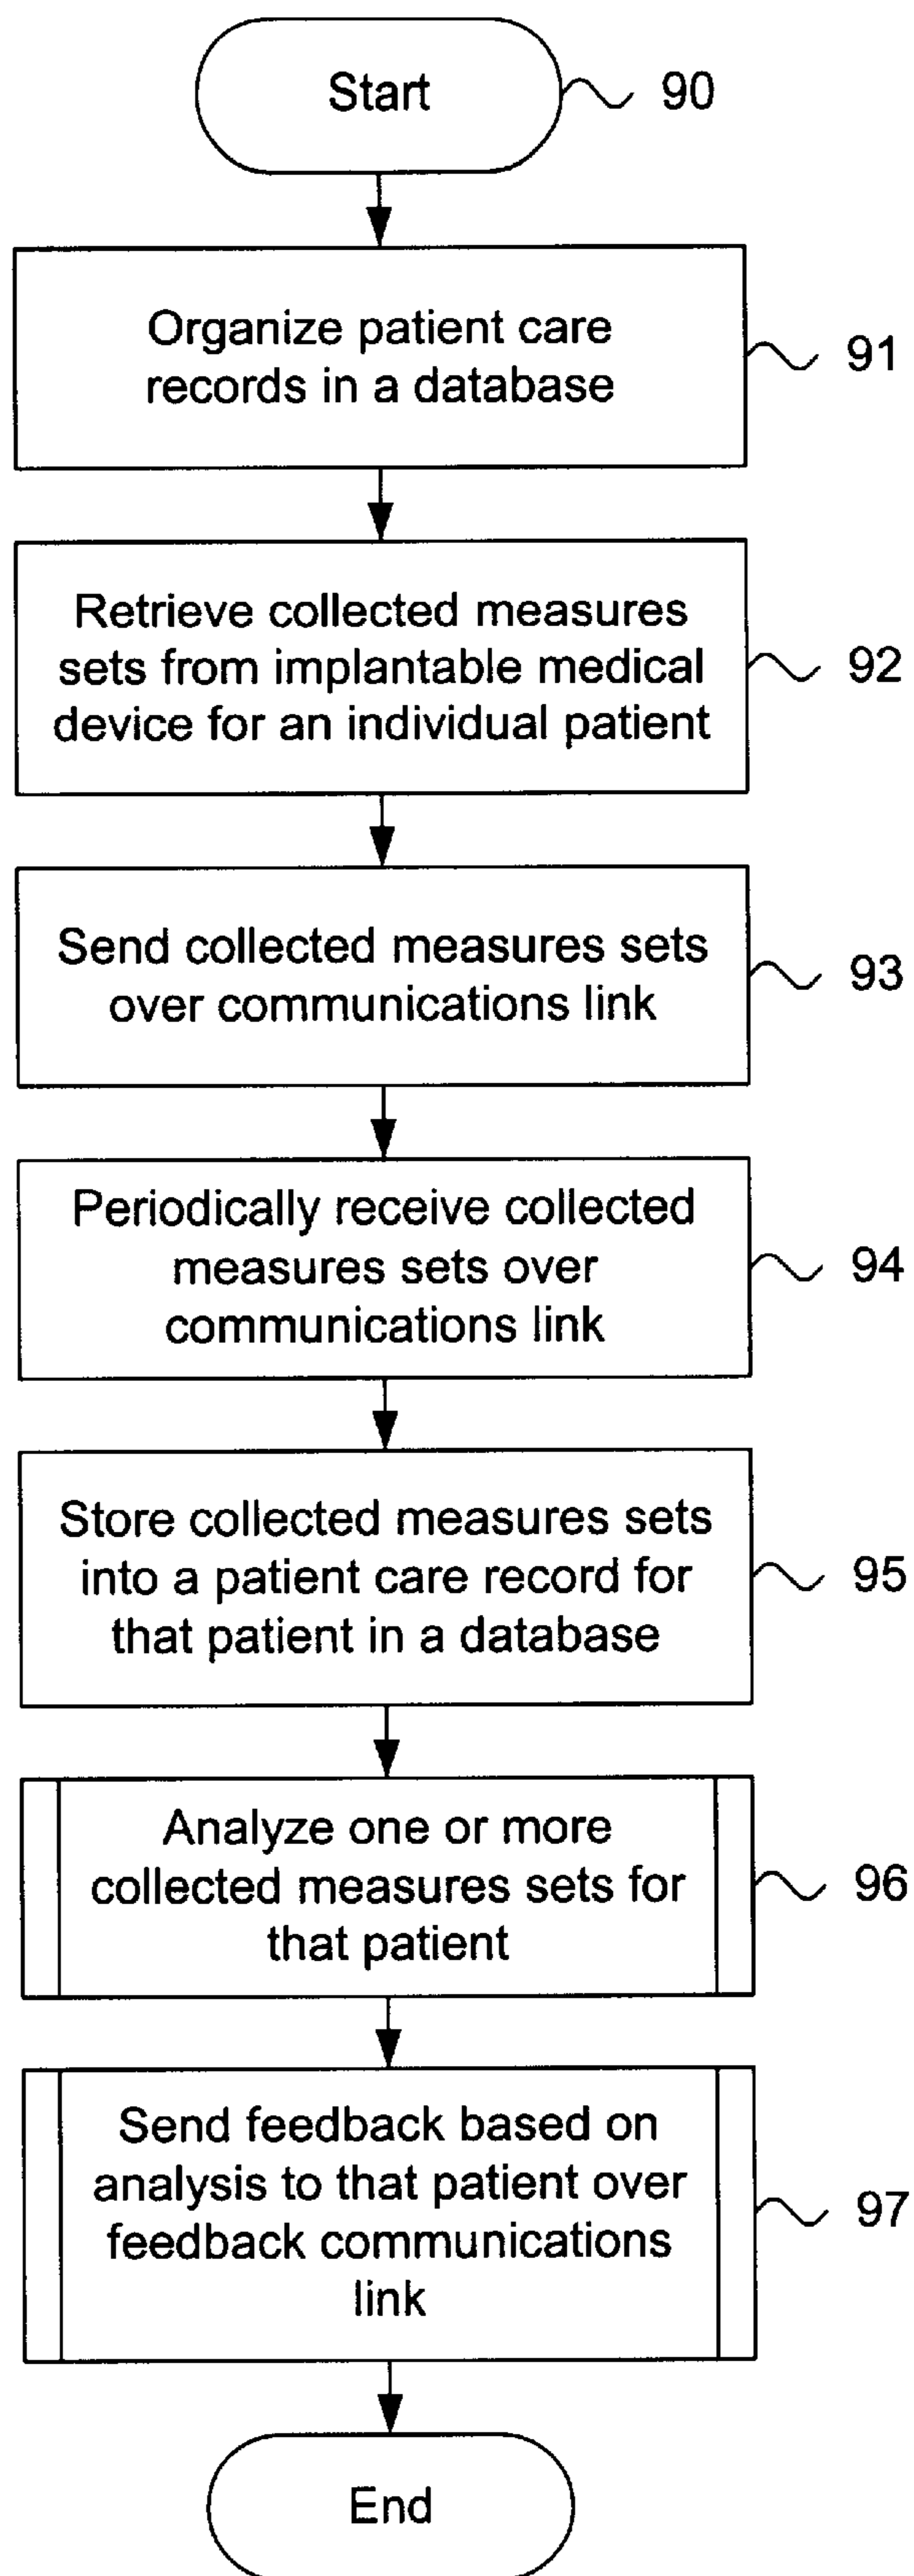 Start
90
Organize patient care
records in a database
91
Retrieve collected measures
sets from implantable medical
device for an individual patient
92
Send collected measures sets
over communications link
93
Periodically receive collected
measures sets over
communications link
94
Store collected measures sets
into a patient care record for
that patient in a database
95
Analyze one or more
collected measures sets for
that patient
96
Send feedback based on
analysis to that patient over
feedback communications
link
97
End